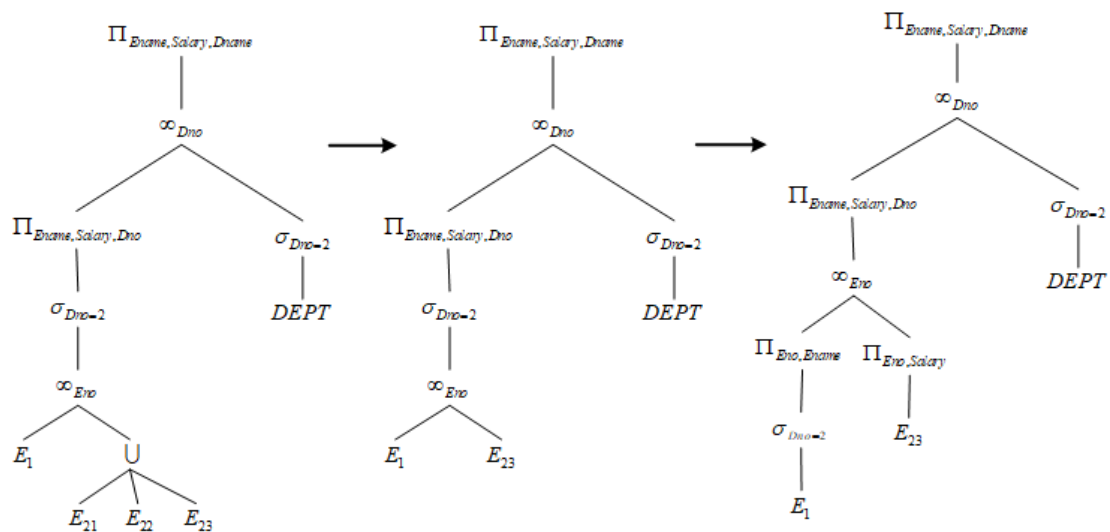 Π Ename,Salary,Dname
∞ Dno
Π Ename,Salary,Dno
σ Dno=2
σ Dno=2
DEPT
∞ Eno
E1
∪
E21
E22
E23
Π Ename,Salary,Dname
∞ Dno
Π Ename,Salary,Dno
σ Dno=2
σ Dno=2
DEPT
∞ Eno
E1
E23
Π Ename,Salary,Dname
∞ Dno
Π Ename,Salary,Dno
σ Dno=2
∞ Eno
DEPT
Π Eno,Ename
Π Eno,Salary
σ Dno=2
E23
E1